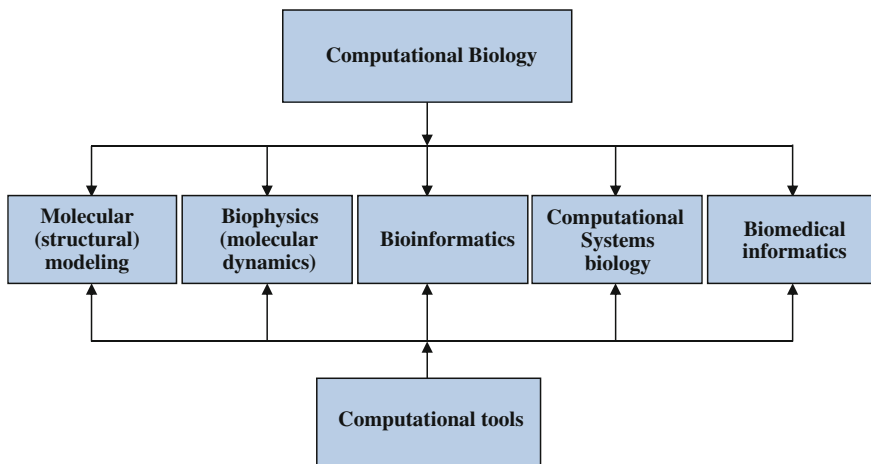 Computational Biology
Molecular
(structural)
modeling
Biophysics
(molecular
dynamics)
Bioinformatics
Computational
Systems
biology
Biomedical
informatics
Computational tools